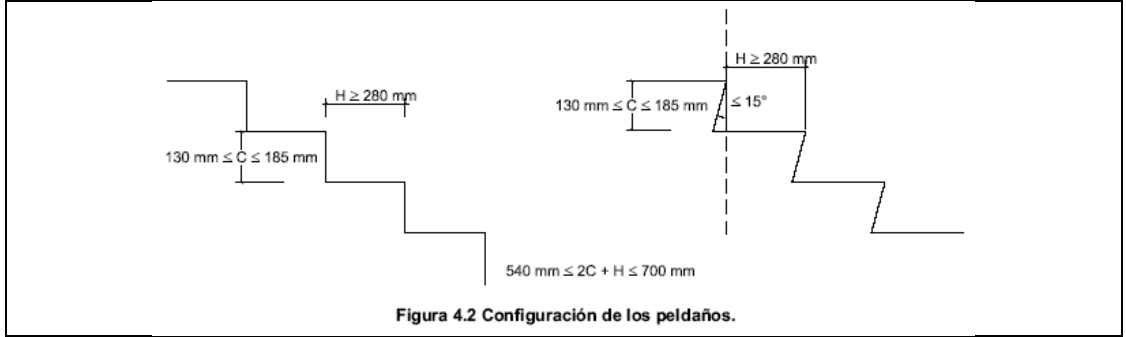 H ≥ 280 mm
130 mm ≤ C ≤ 185 mm
H ≥ 280 mm
130 mm ≤ C ≤ 185 mm
≤ 15°
540 mm ≤ 2C + H ≤ 700 mm
Figura 4.2 Configuración de los peldaños.